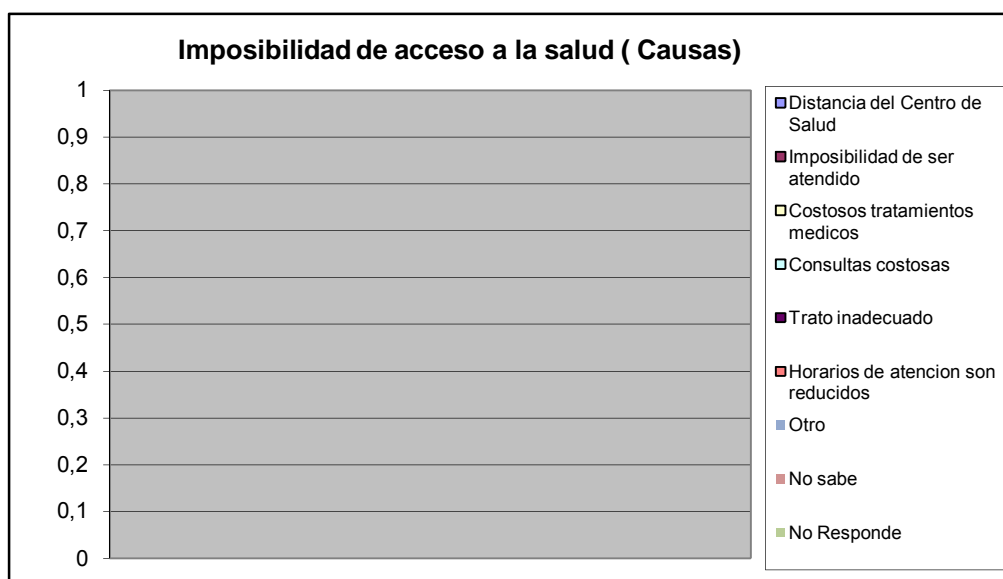 Imposibilidad de acceso a la salud ( Causas)
1
0,9
0,8
0,7
0,6
0,5
0,4
0,3
0,2
0,1
0
Distancia del Centro de
Salud
Imposibilidad de ser
atendido
Costosos tratamientos
medicos
Consultas costosas
Trato inadecuado
Horarios de atencion son
reducidos
Otro
No sabe
No Responde